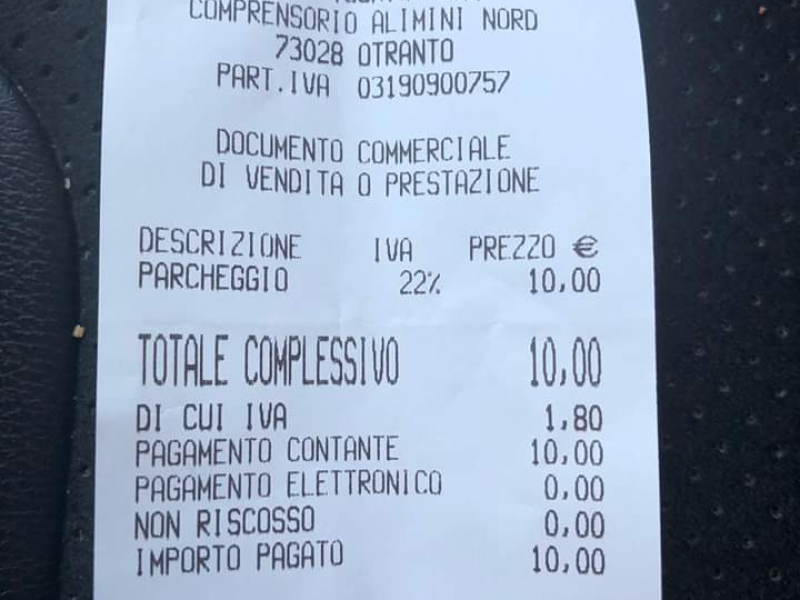 COMPRENSORIO ALIMINI NORD
73028 OTRANTO
PART.IVA 03190900757
DOCUMENTO COMMERCIALE
DI VENDITA O PRESTAZIONE
DESCRIZIONE IVA PREZZO €
PARCHEGGIO 22% 10,00
TOTALE COMPLESSIVO 10,00
DI CUI IVA 1,80
PAGAMENTO CONTANTE 10,00
PAGAMENTO ELETTRONICO 0,00
NON RISCOSSO 0,00
IMPORTO PAGATO 10,00